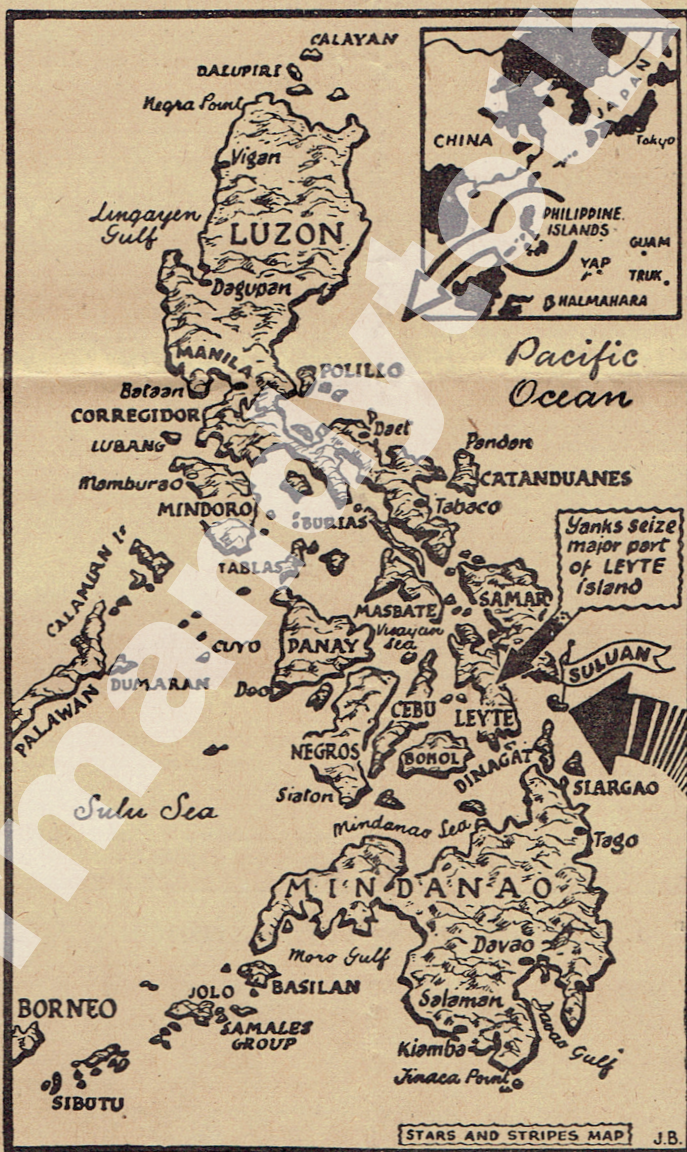 CALAYAN
DALUPIRI
Negra Point
Vigan
Lingayen
Gulf
LUZON
Dagupan
MANILA
POLILLO
Bataan
CORREGIDOR
LUBANG
Daet
Pandan
CATANDUANES
Mamburao
MINDORO
BURIAS
Tabaco
TABLAS
CALAMIAN Is
MASBATE
SAMAR
Visayan
Sea
CUYO
PANAY
DUMARAN
PALAWAN
CEBU
LEYTE
NEGROS
BOHOL
DINAGAT
SULUAN
SIARGAO
Siaton
Sulu Sea
Mindanao Sea
Tago
MINDANAO
Moro Gulf
Davao
BASILAN
JOLO
SAMALES
GROUP
BORNEO
SIBUTU
Salaman
Kiamba
Davao Gulf
Tinaca Point
CHINA
JAPAN
Tokyo
PHILIPPINE
ISLANDS
GUAM
YAP
TRUK
HALMAHARA
Pacific
Ocean
Yanks seize
major part
of LEYTE
island
STARS AND STRIPES MAP
J.B.